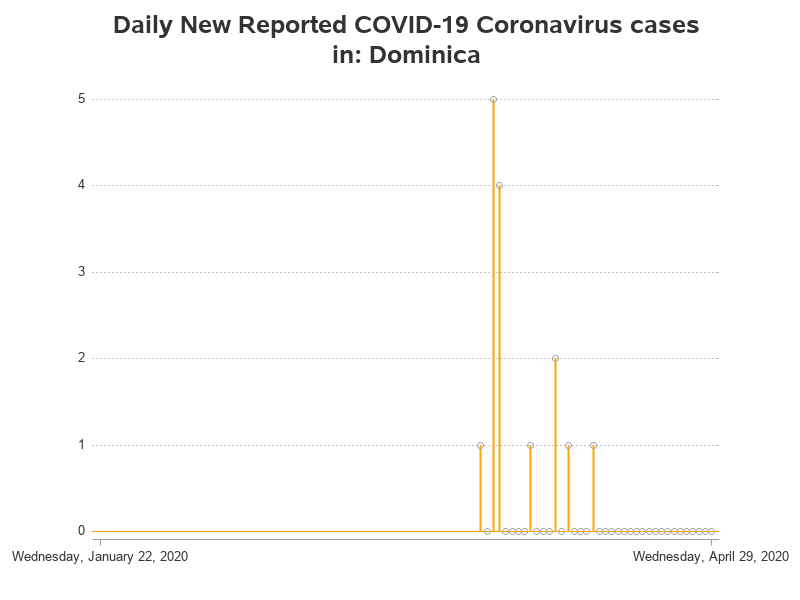 Daily New Reported COVID-19 Coronavirus cases
in: Dominica
5
4
3
2
1
0
Wednesday, January 22, 2020
Wednesday, April 29, 2020